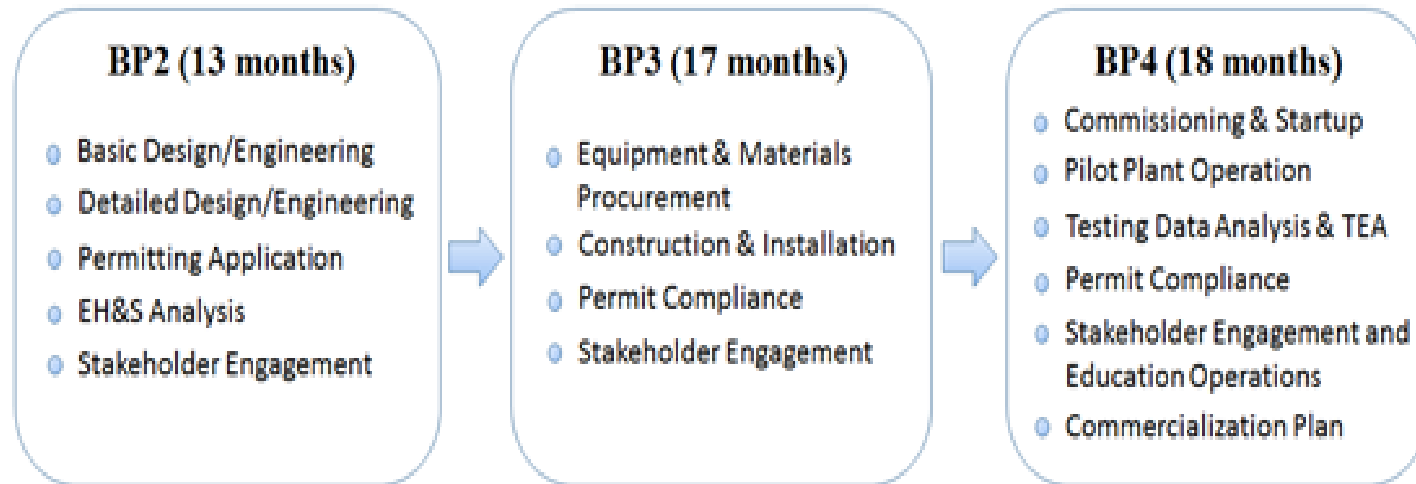 BP2 (13 months)
Basic Design/Engineering
Detailed Design/Engineering
Permitting Application
EH&S Analysis
Stakeholder Engagement
BP3 (17 months)
Equipment & Materials
Procurement
Construction & Installation
Permit Compliance
Stakeholder Engagement
BP4 (18 months)
Commissioning & Startup
Pilot Plant Operation
Testing Data Analysis & TEA
Permit Compliance
Stakeholder Engagement and
Education Operations
Commercialization Plan